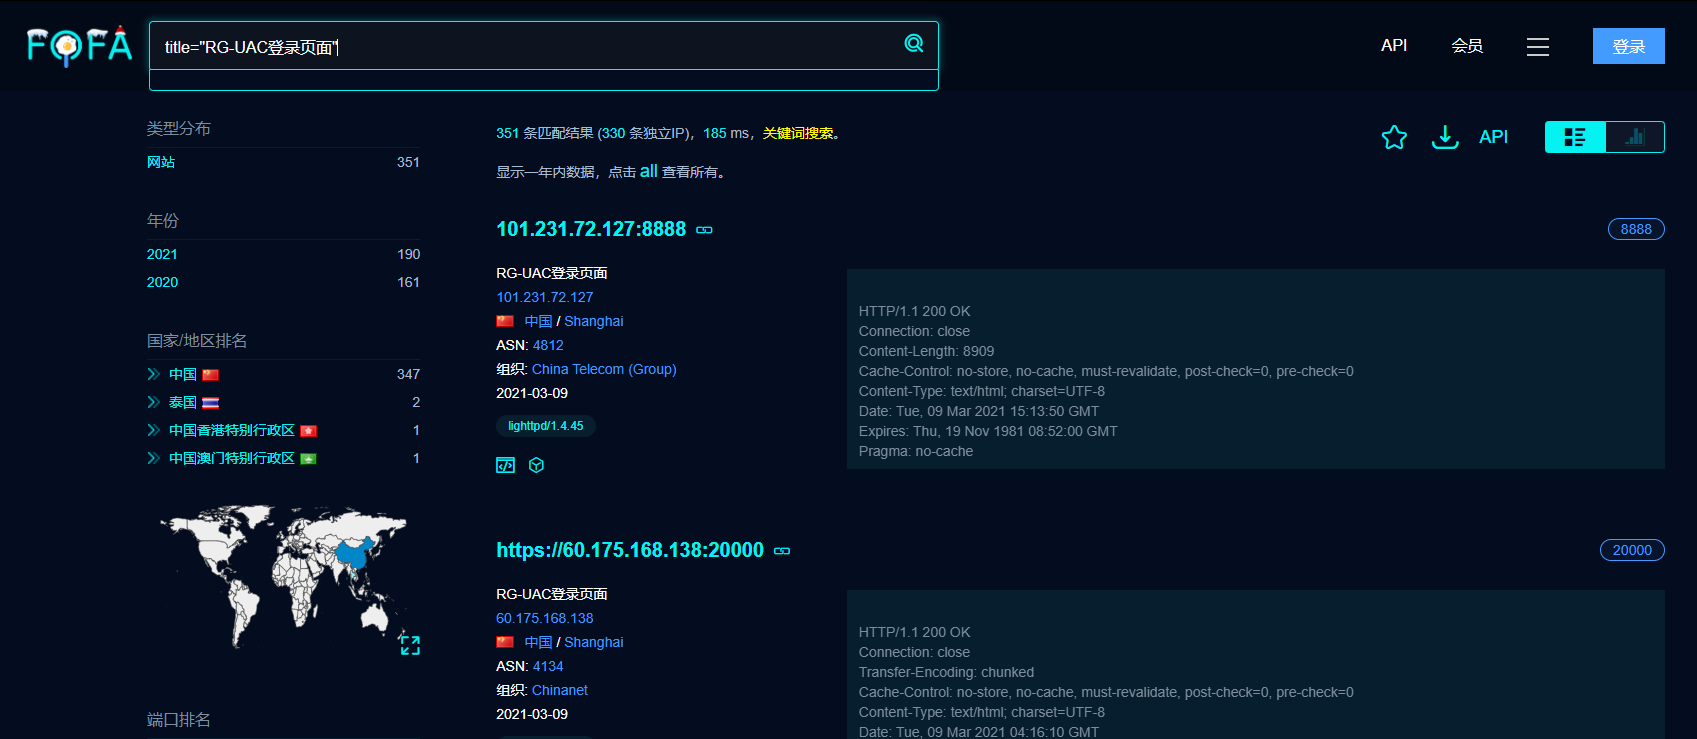 FOFA
title="RG-UAC登录页面"
API
会员
登录
类型分布
网站 351
年份
2021 190
2020 161
国家/地区排名
中国 347
泰国 2
中国香港特别行政区 1
中国澳门特别行政区 1
端口排名
351 条匹配结果 (330 条独立IP)，185 ms，关键词搜索。
显示一年内数据，点击 all 查看所有。
API
101.231.72.127:8888
8888
RG-UAC登录页面
101.231.72.127
中国 / Shanghai
ASN: 4812
组织: China Telecom (Group)
2021-03-09
lighttpd/1.4.45
HTTP/1.1 200 OK
Connection: close
Content-Length: 8909
Cache-Control: no-store, no-cache, must-revalidate, post-check=0, pre-check=0
Content-Type: text/html; charset=UTF-8
Date: Tue, 09 Mar 2021 15:13:50 GMT
Expires: Thu, 19 Nov 1981 08:52:00 GMT
Pragma: no-cache
https://60.175.168.138:20000
20000
RG-UAC登录页面
60.175.168.138
中国 / Shanghai
ASN: 4134
组织: Chinanet
2021-03-09
HTTP/1.1 200 OK
Connection: close
Transfer-Encoding: chunked
Cache-Control: no-store, no-cache, must-revalidate, post-check=0, pre-check=0
Content-Type: text/html; charset=UTF-8
Date: Tue, 09 Mar 2021 04:16:10 GMT